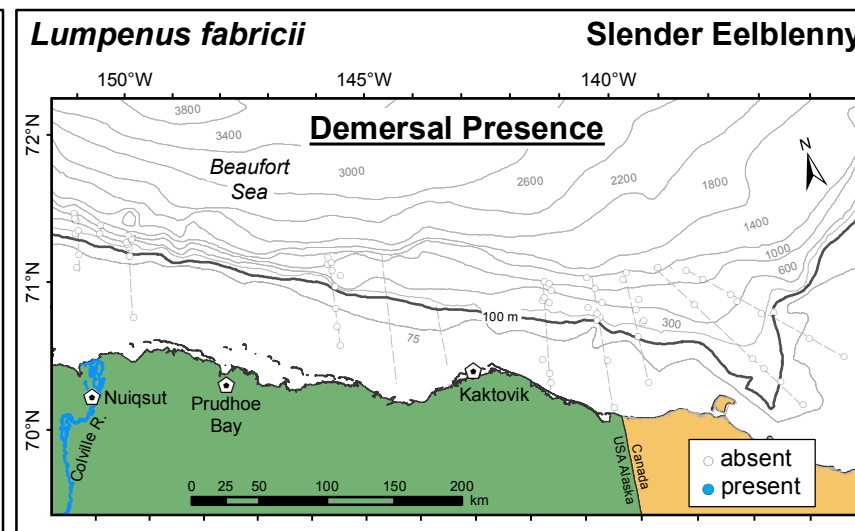 Lumpenus fabricii
Slender Eelblenny
150°W
145°W
140°W
72°N
71°N
70°N
Demersal Presence
Beaufort
Sea
N
3800
3400
3000
2600
2200
1800
1400
1000
600
300
100 m
75
Nuiqsut
Prudhoe
Bay
Kaktovik
Colville R.
USA Alaska
Canada
0 25 50 100 150 200
km
absent
present